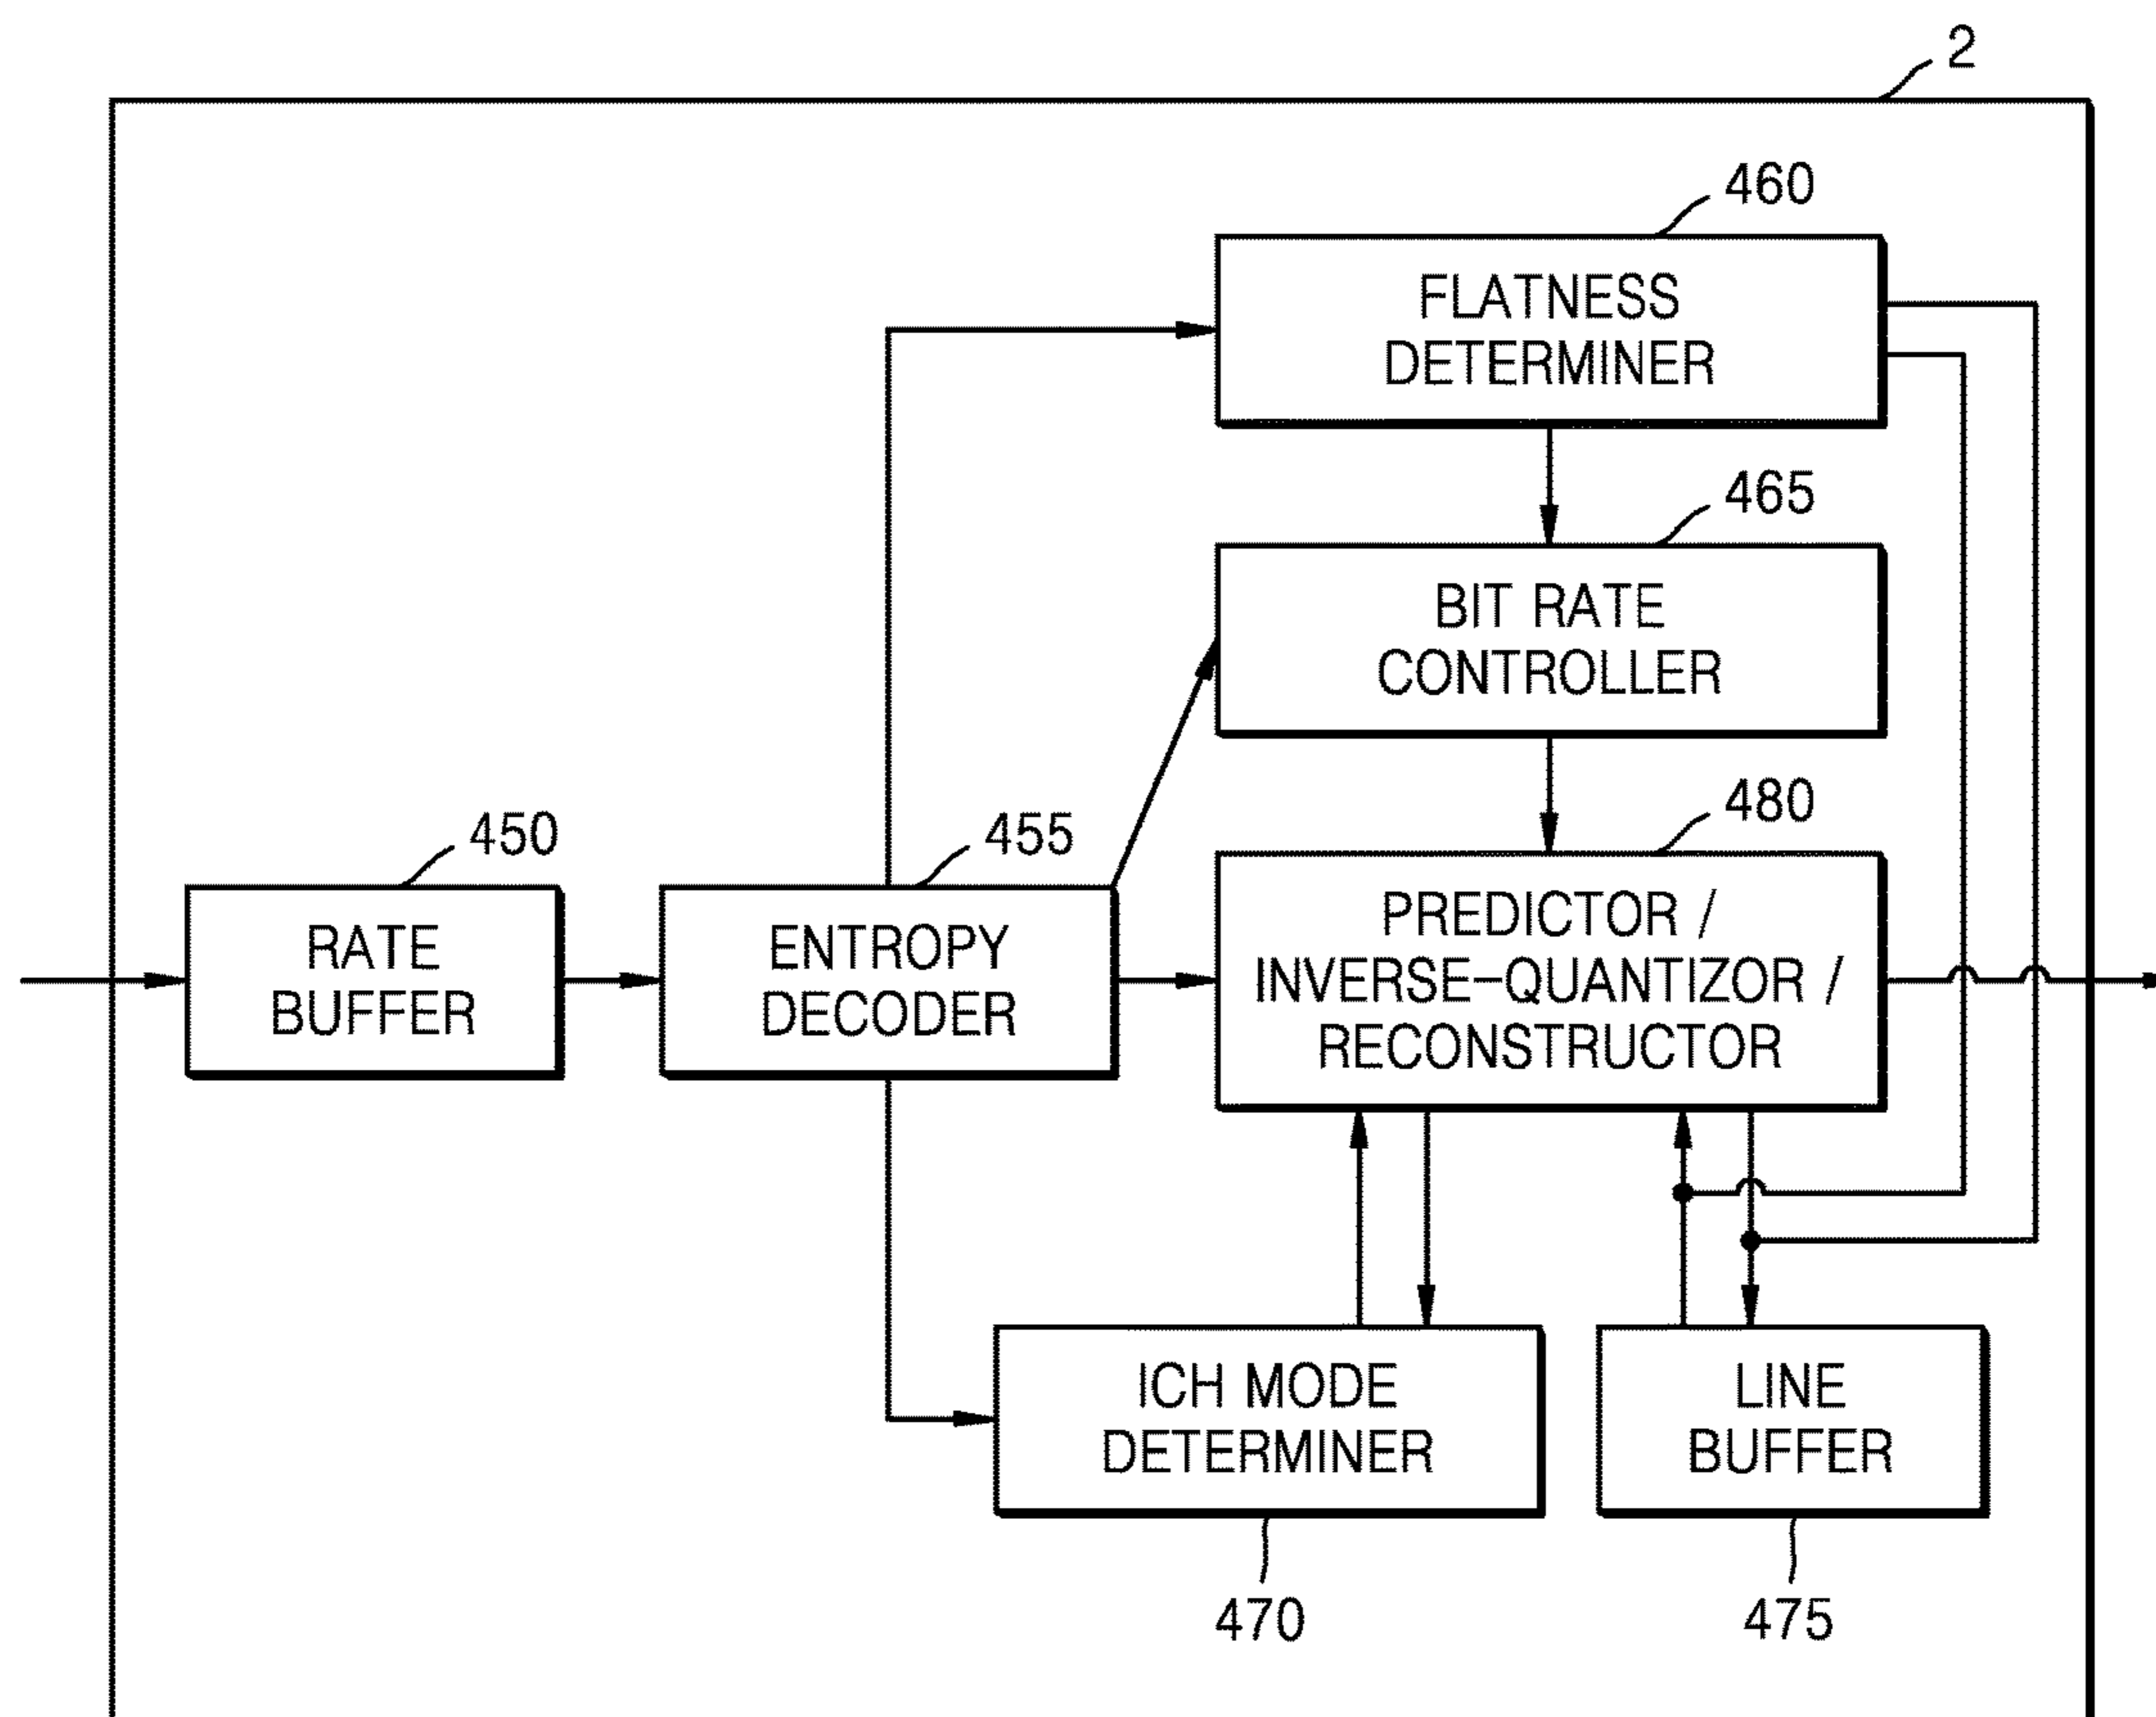 2
460
FLATNESS
DETERMINER
465
BIT RATE
CONTROLLER
480
PREDICTOR /
INVERSE-QUANTIZOR /
RECONSTRUCTOR
450
RATE
BUFFER
455
ENTROPY
DECODER
ICH MODE
DETERMINER
470
LINE
BUFFER
475